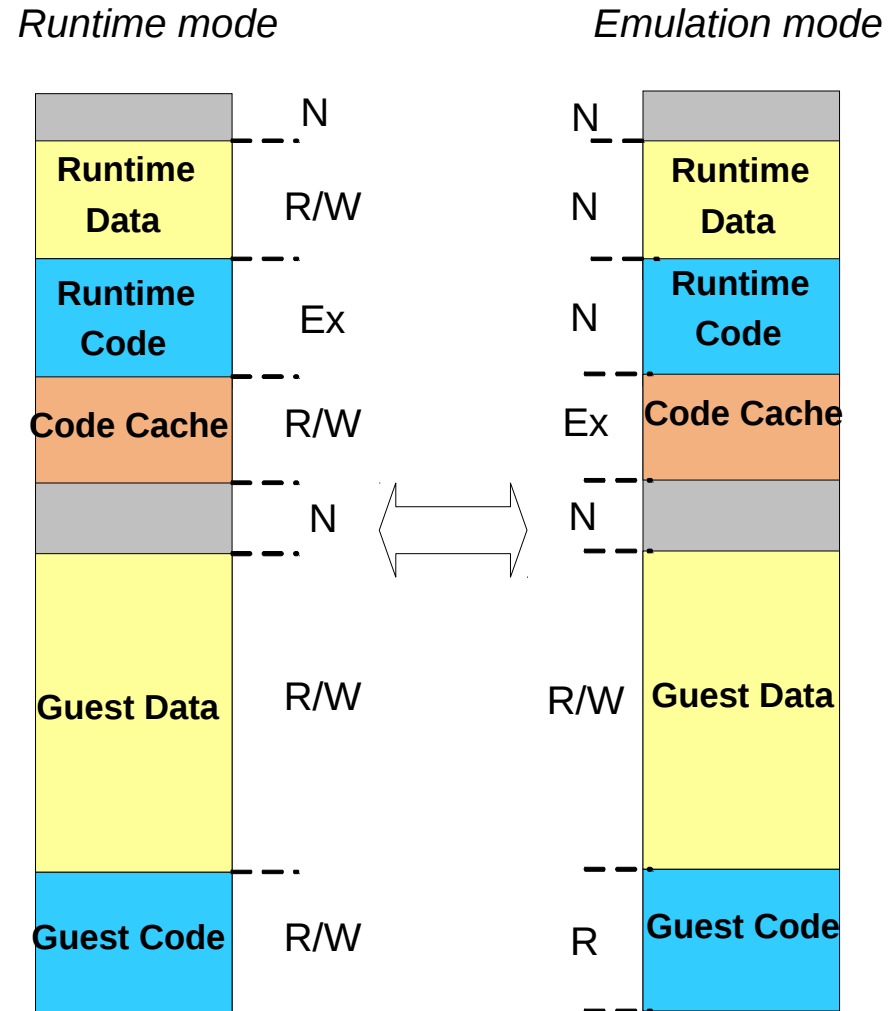 Runtime mode
N
Runtime
Data
R/W
Runtime
Code
Ex
Code Cache
R/W
N
Guest Data
R/W
Guest Code
R/W
Emulation mode
N
Runtime
Data
N
Runtime
Code
N
Code Cache
Ex
N
Guest Data
R/W
Guest Code
R